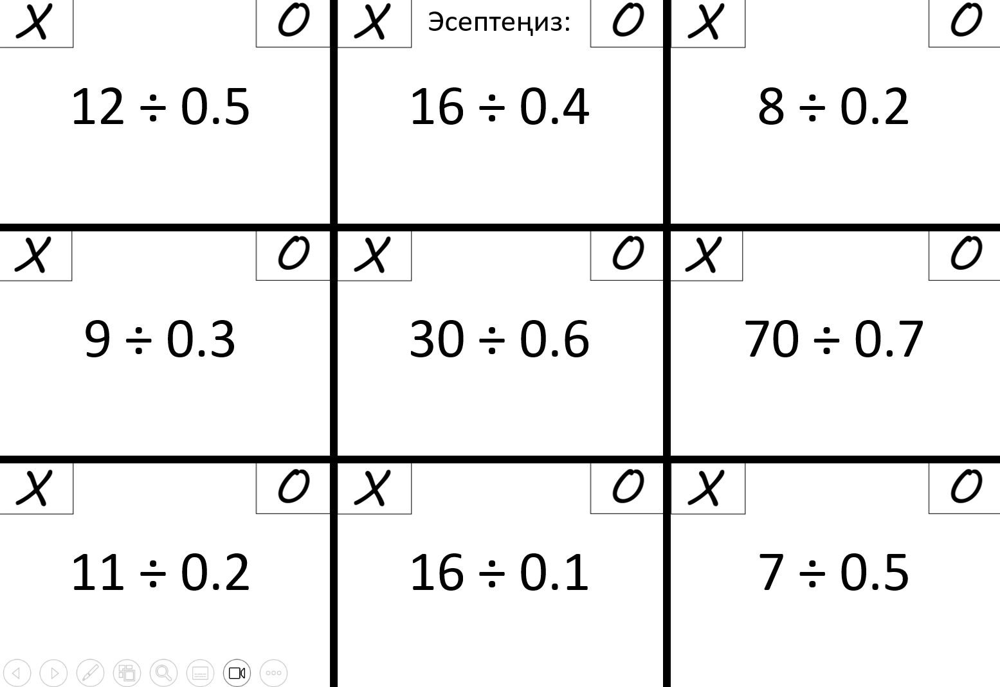 X O X Эсептеңиз: O X O
12 ÷ 0.5 16 ÷ 0.4 8 ÷ 0.2
X O X O X O
9 ÷ 0.3 30 ÷ 0.6 70 ÷ 0.7
X O X O X O
11 ÷ 0.2 16 ÷ 0.1 7 ÷ 0.5